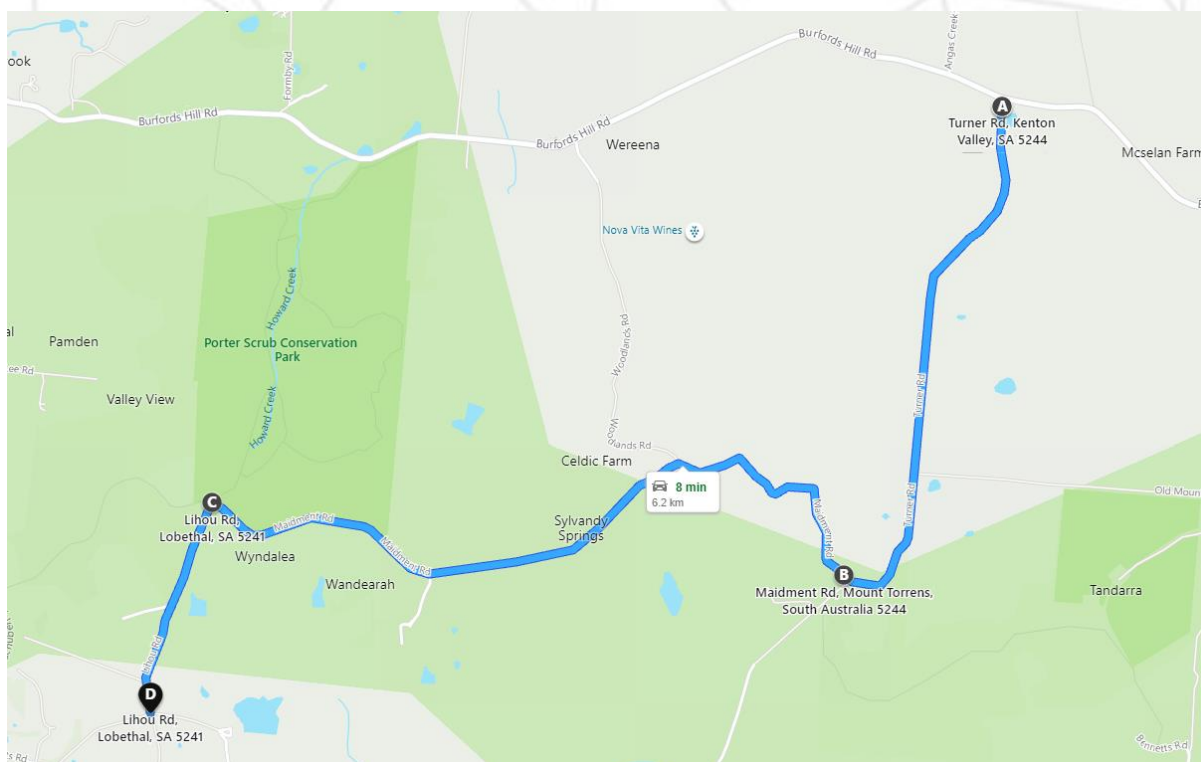 Burfords Hill Rd
Angas Creek
ook
Formby Rd
A
Burfords Hill Rd
Turner Rd, Kenton
Valley, SA 5244
Burfords Hill Rd
Wereena
Mcselan Farm
Nova Vita Wines
Howard Creek
Woodlands Rd
Pamden
Porter Scrub Conservation
Park
Valley View
Turner Rd
Howard Creek
Woodlands Rd
Celdic Farm
8 min
6.2 km
Old Moun
C
Lihou Rd,
Lobethal, SA 5241
Maidment Rd
Sylvandy
Springs
Maidment Rd
Turner Rd
Wyndalea
Maidment Rd
Wandearah
B
Maidment Rd, Mount Torrens,
South Australia 5244
Tandarra
Lihou Rd
D
Lihou Rd,
Lobethal, SA 5241
Bennetts Rd